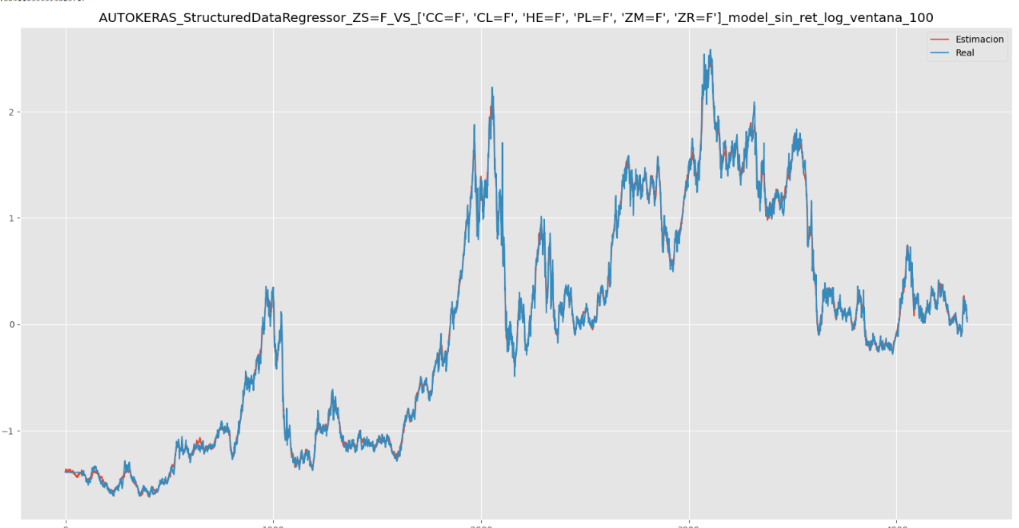 AUTOKERAS_StructuredDataRegressor_ZS=F_VS_['CC=F', 'CL=F', 'HE=F', 'PL=F', 'ZM=F', 'ZR=F']_model_sin_ret_log_ventana_100
Estimacion
Real
2
1
0
−1